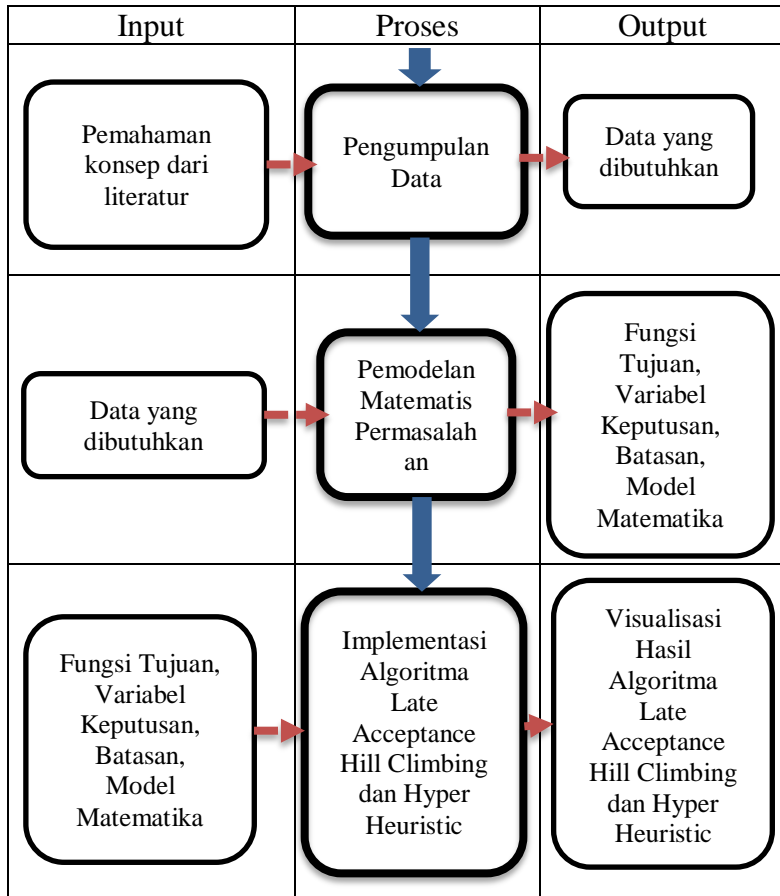 Input
Proses
Output
Pemahaman
konsep dari
literatur
Pengumpulan
Data
Data yang
dibutuhkan
Data yang
dibutuhkan
Pemodelan
Matematis
Permasalah
an
Fungsi
Tujuan,
Variabel
Keputusan,
Batasan,
Model
Matematika
Fungsi Tujuan,
Variabel
Keputusan,
Batasan,
Model
Matematika
Implementasi
Algoritma
Late
Acceptance
Hill Climbing
dan Hyper
Heuristic
Visualisasi
Hasil
Algoritma
Late
Acceptance
Hill Climbing
dan Hyper
Heuristic